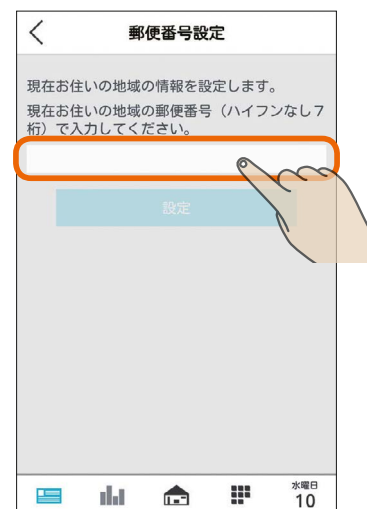 郵便番号設定
現在お住いの地域の情報を設定します。
現在お住いの地域の郵便番号（ハイフンなし７
桁）で入力してください。
設定
水曜日
10